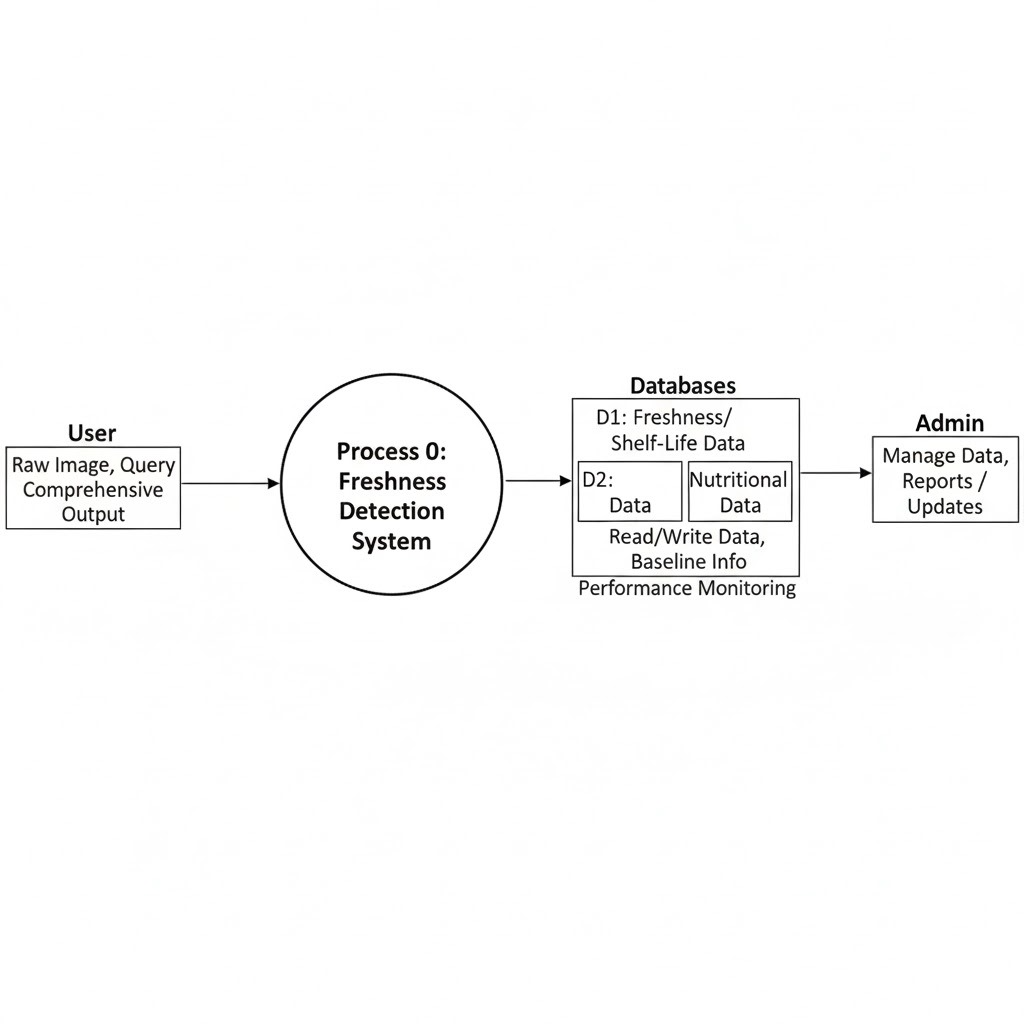 User
Raw Image, Query
Comprehensive
Output
Process 0:
Freshness
Detection
System
Databases
D1: Freshness/
Shelf-Life Data
D2:
Data
Nutritional
Data
Read/Write Data,
Baseline Info
Performance Monitoring
Admin
Manage Data,
Reports /
Updates